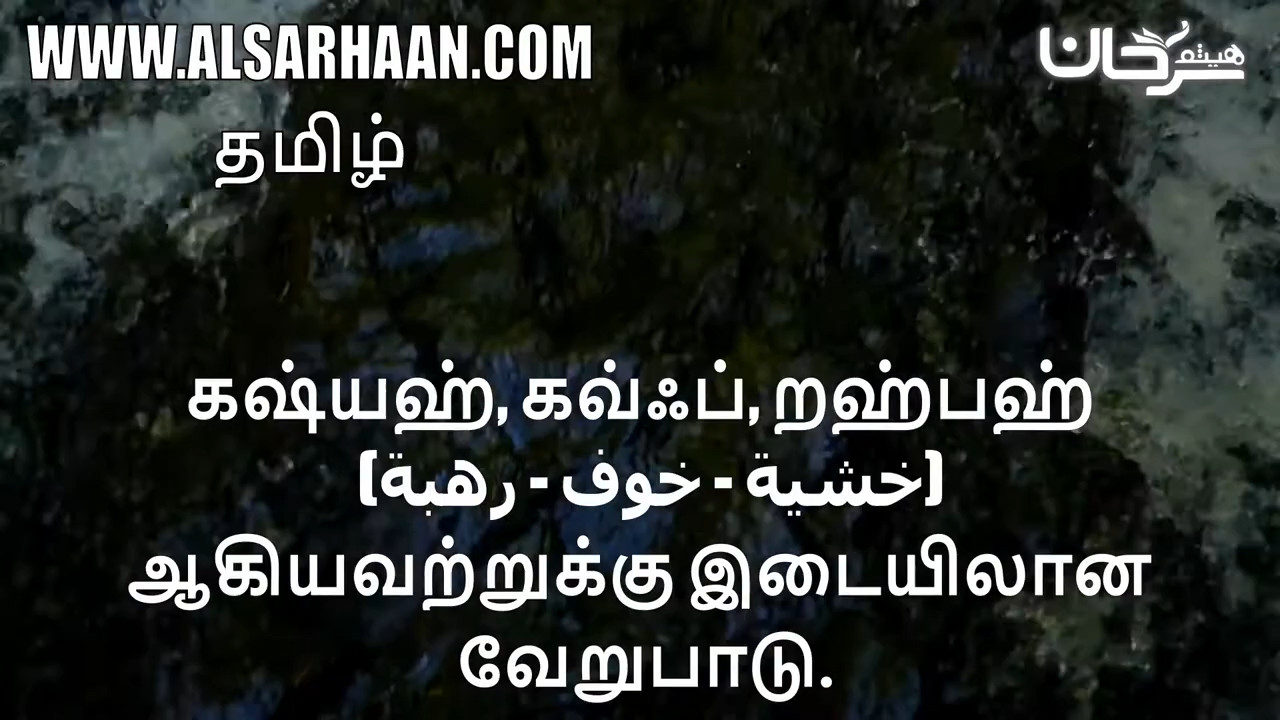 WWW.ALSARHAAN.COM
هيثم سرحان
தமிழ்
கஷ்யஹ், கவ்ஃப், றஹ்பஹ்
(خشية - خوف - رهبة)
ஆகியவற்றுக்கு இடையிலான
வேறுபாடு.